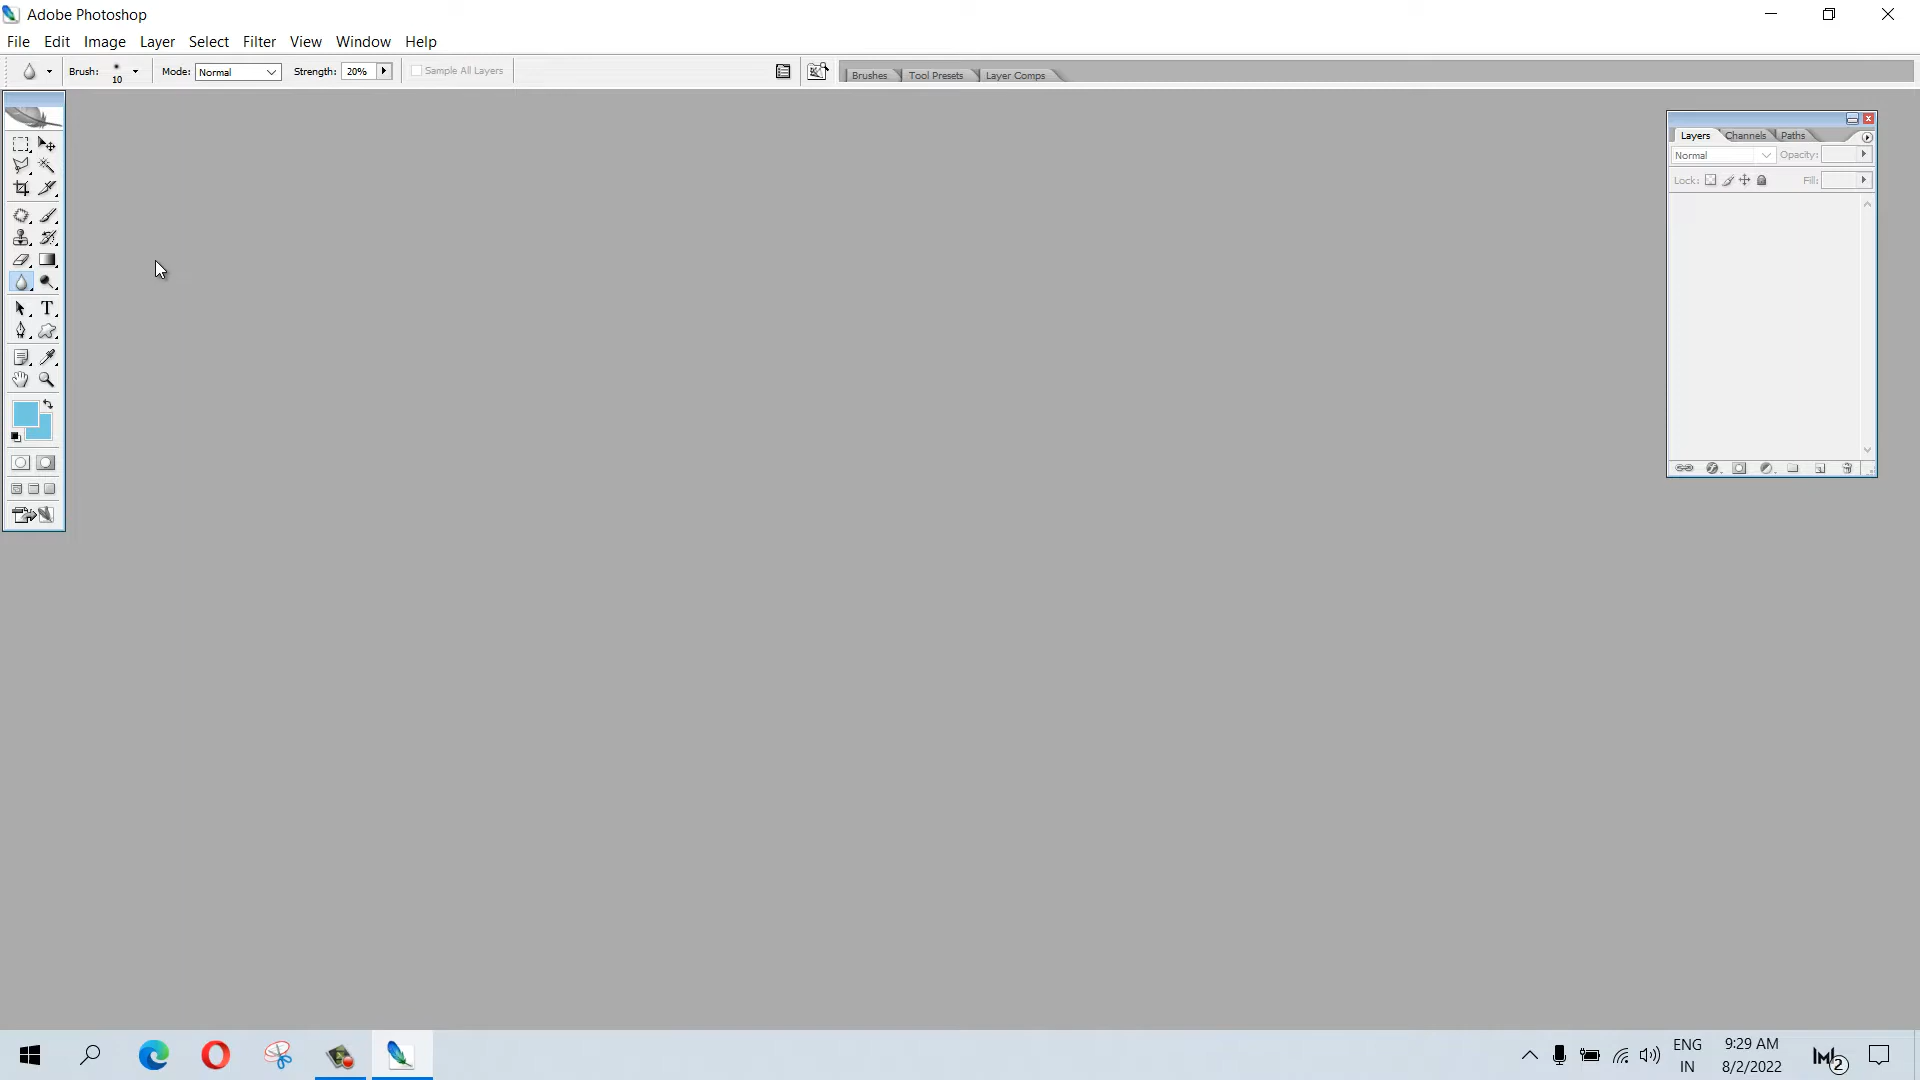 Adobe Photoshop
File Edit Image Layer Select Filter View Window Help
Brush: 10 Mode: Normal Strength: 20% Sample All Layers Brushes Tool Presets Layer Comps
Layers Channels Paths
Normal Opacity:
Lock: Fill:
T
ENG 9:29 AM
IN 8/2/2022 2